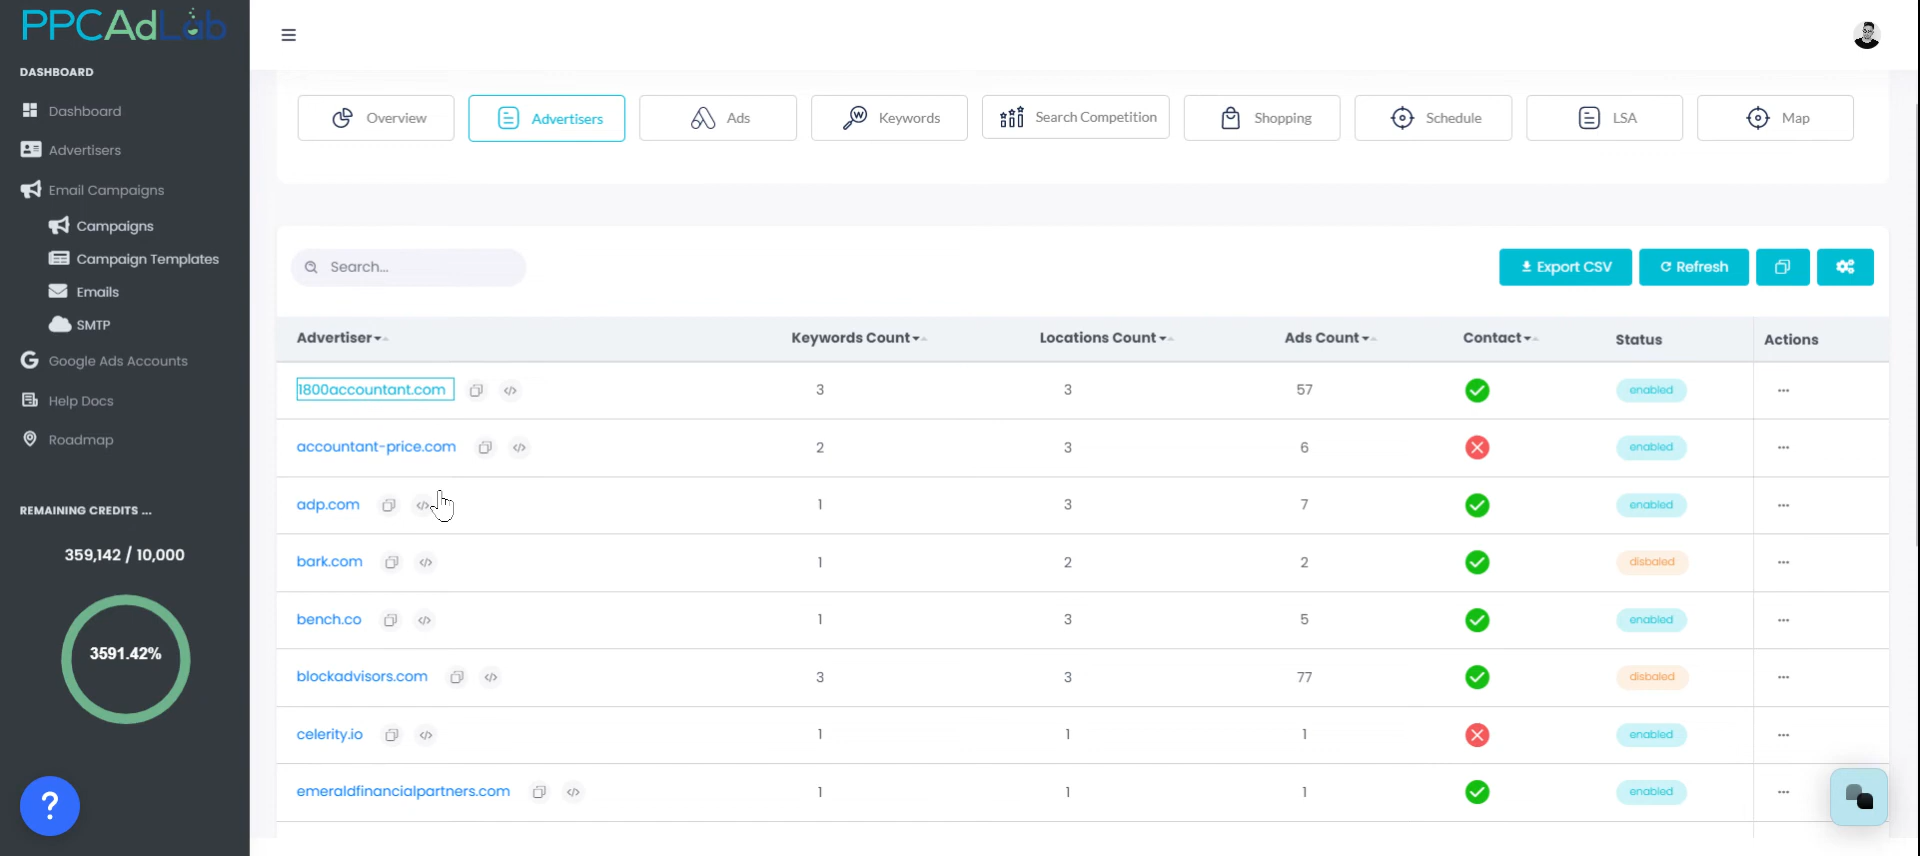 PPCAdLab
DASHBOARD
Dashboard
Advertisers
Email Campaigns
Campaigns
Campaign Templates
Emails
SMTP
Google Ads Accounts
Help Docs
Roadmap
REMAINING CREDITS ...
359,142 / 10,000
3591.42%
?
Overview
Advertisers
Ads
Keywords
Search Competition
Shopping
Schedule
LSA
Map
Search...
Export CSV
Refresh
Advertiser Keywords Count Locations Count Ads Count Contact Status Actions
1800accountant.com </> 3 3 57 enabled ...
accountant-price.com </> 2 3 6 enabled ...
adp.com </> 1 3 7 enabled ...
bark.com </> 1 2 2 disbaled ...
bench.co </> 1 3 5 enabled ...
blockadvisors.com </> 3 3 77 disbaled ...
celerity.io </> 1 1 1 enabled ...
emeraldfinancialpartners.com </> 1 1 1 enabled ...